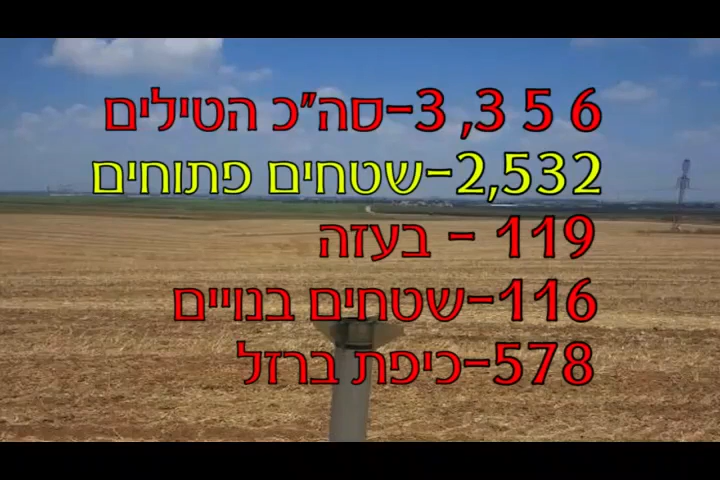 3,356-סה"כ הטילים
2,532-שטחים פתוחים
119 - בעזה
116-שטחים בנויים
578-כיפת ברזל